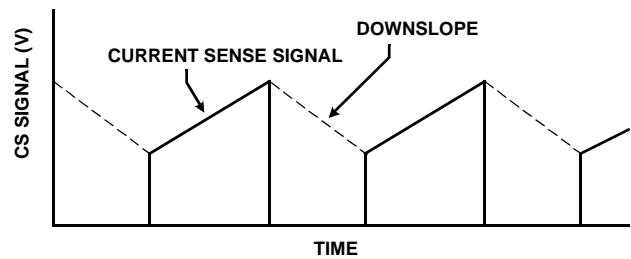 DOWNSLOPE
CURRENT SENSE SIGNAL
CS SIGNAL (V)
TIME